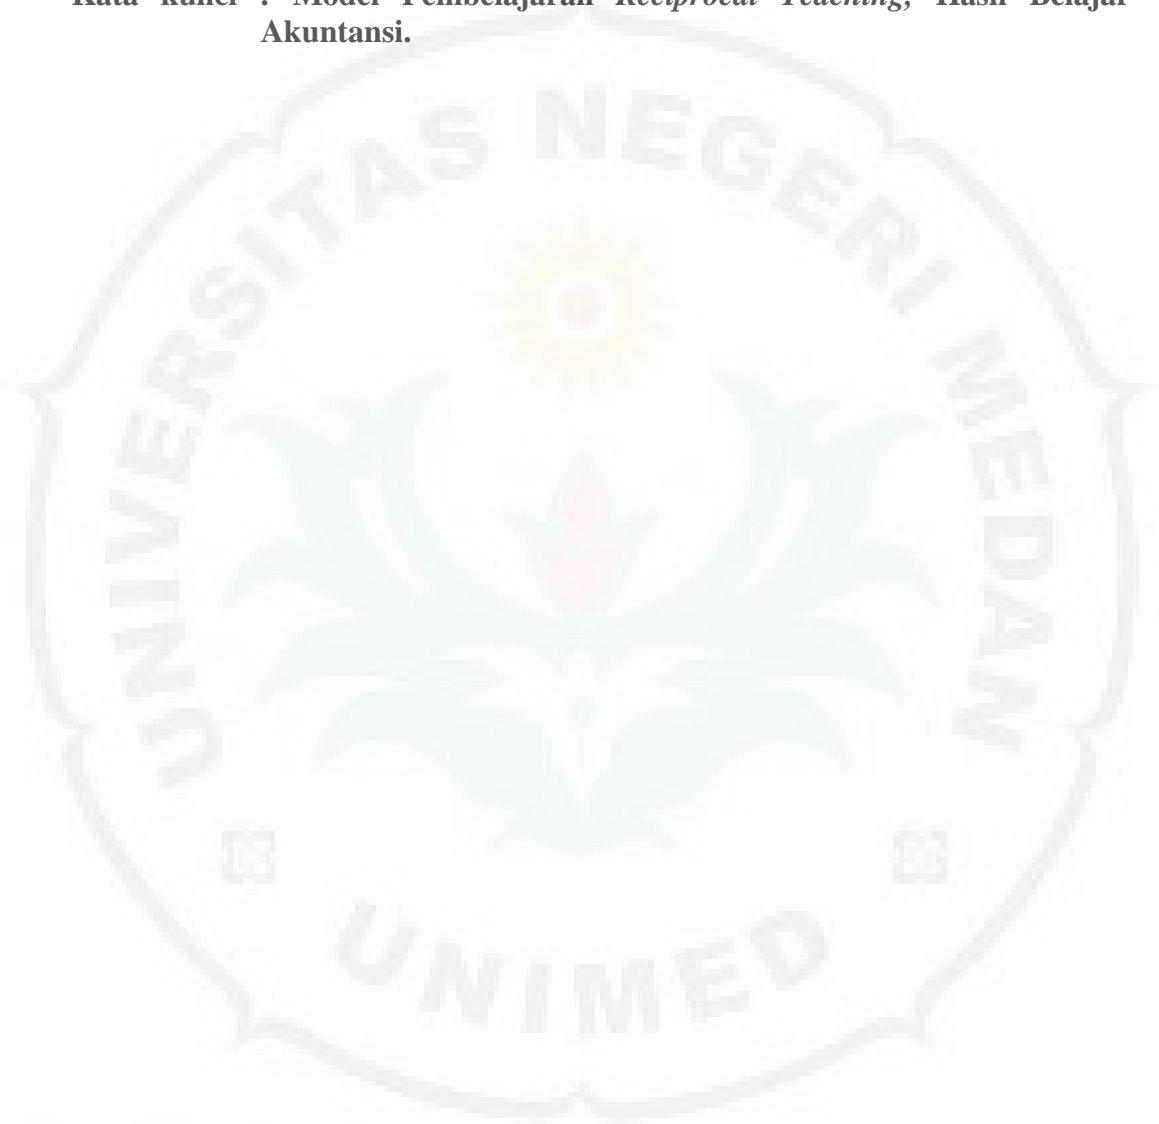 Kata kunci : Model Pembelajaran Reciprocal Teaching, Hasil Belajar
Akuntansi.
UNIVERSITAS NEGERI MEDAN
UNIMED